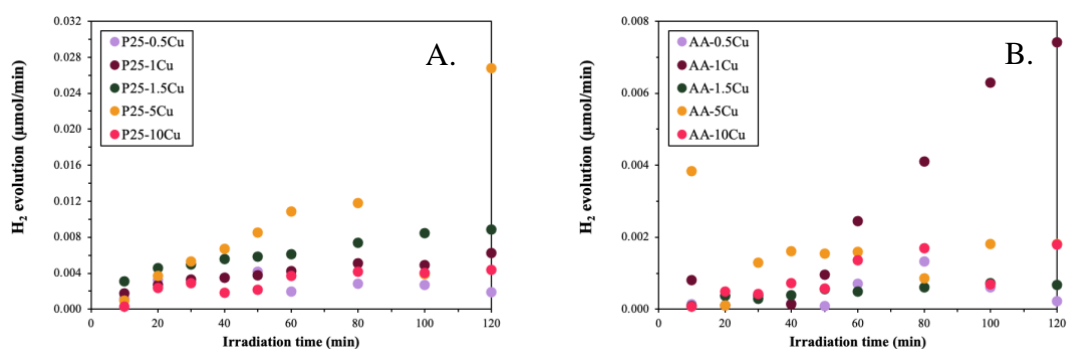 A.
P25-0.5Cu
P25-1Cu
P25-1.5Cu
P25-5Cu
P25-10Cu
H₂ evolution (µmol/min)
0.032
0.028
0.024
0.020
0.016
0.012
0.008
0.004
0.000
0 20 40 60 80 100 120
Irradiation time (min)
B.
AA-0.5Cu
AA-1Cu
AA-1.5Cu
AA-5Cu
AA-10Cu
H₂ evolution (µmol/min)
0.008
0.006
0.004
0.002
0.000
0 20 40 60 80 100 120
Irradiation time (min)